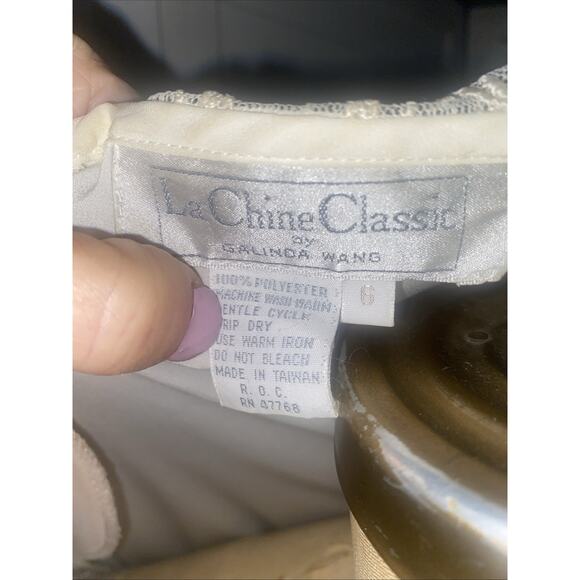 La Chine Classic
by
GALINDA WANG
6
100% POLYESTER
MACHINE WASH WARM
GENTLE CYCLE
DRIP DRY
USE WARM IRON
DO NOT BLEACH
MADE IN TAIWAN
R. O. C.
RN 47768